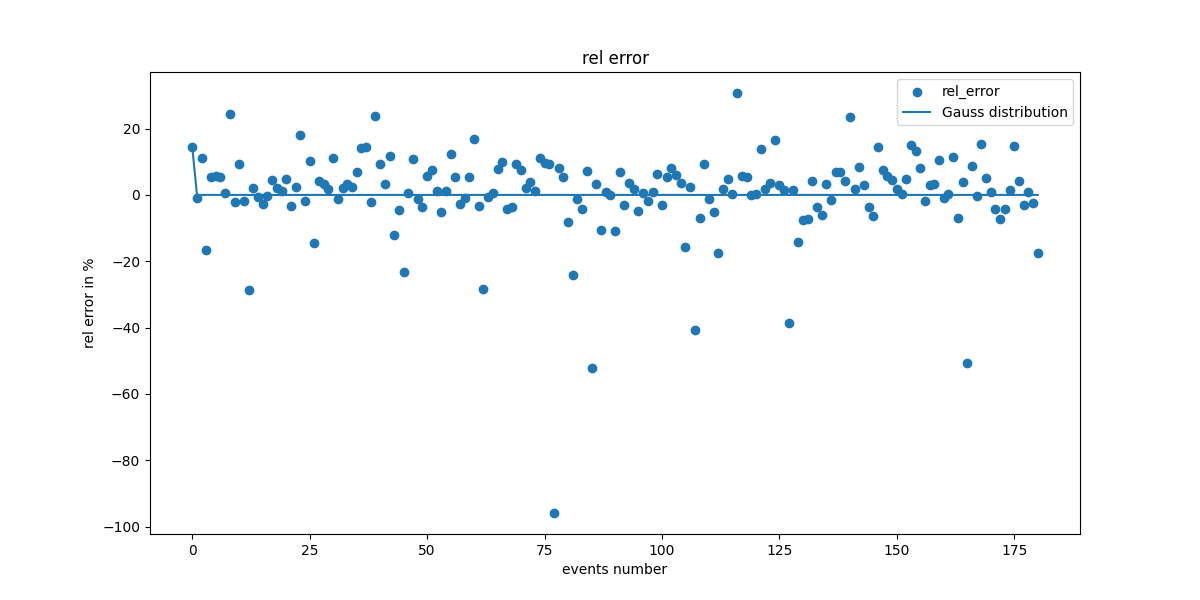 rel error
rel_error
Gauss distribution
20
0
−20
−40
−60
−80
−100
rel error in %
0 25 50 75 100 125 150 175
events number